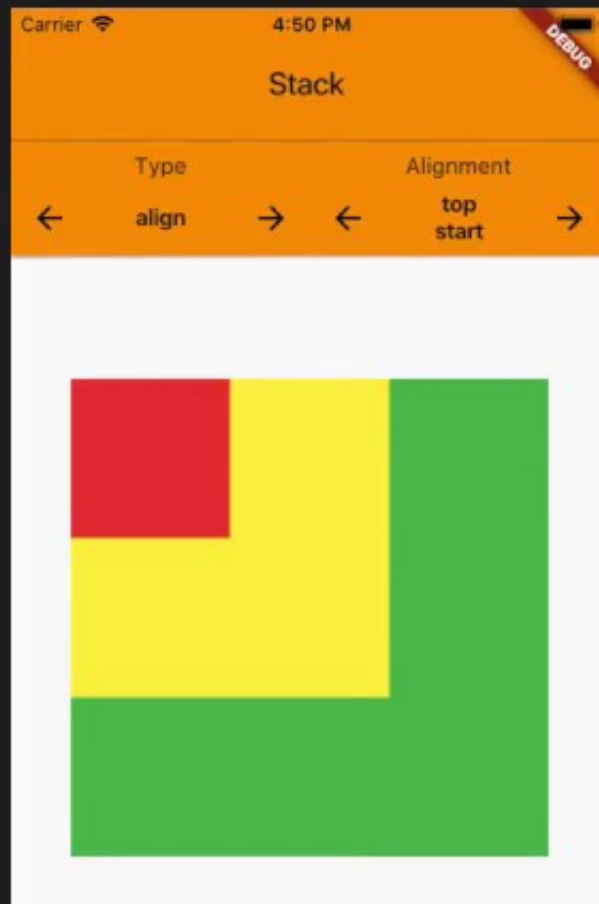 Carrier 4:50 PM
DEBUG
Stack
Type Alignment
align top
start